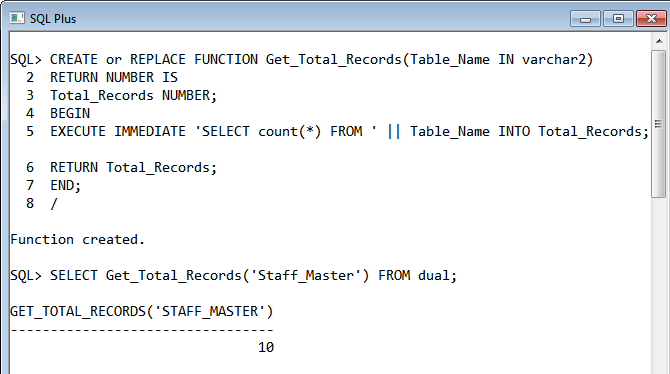 SQL Plus
SQL> CREATE or REPLACE FUNCTION Get_Total_Records(Table_Name IN varchar2)
2 RETURN NUMBER IS
3 Total_Records NUMBER;
4 BEGIN
5 EXECUTE IMMEDIATE 'SELECT count(*) FROM ' || Table_Name INTO Total_Records;
6 RETURN Total_Records;
7 END;
8 /
Function created.
SQL> SELECT Get_Total_Records('Staff_Master') FROM dual;
GET_TOTAL_RECORDS('STAFF_MASTER')
---------------------------------
10